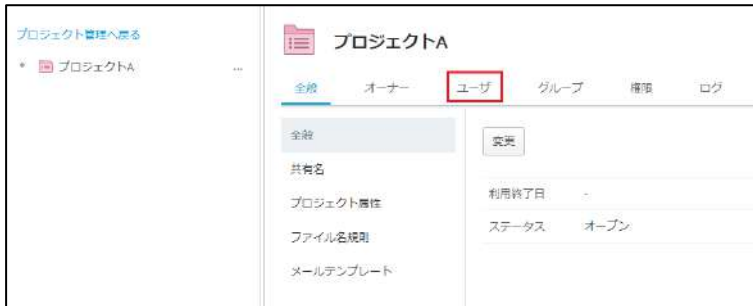 プロジェクト管理へ戻る
プロジェクトA ...
プロジェクトA
全般 オーナー ユーザ グループ 権限 ログ
全般
共有名
プロジェクト属性
ファイル名規則
メールテンプレート
変更
利用終了日 -
ステータス オープン